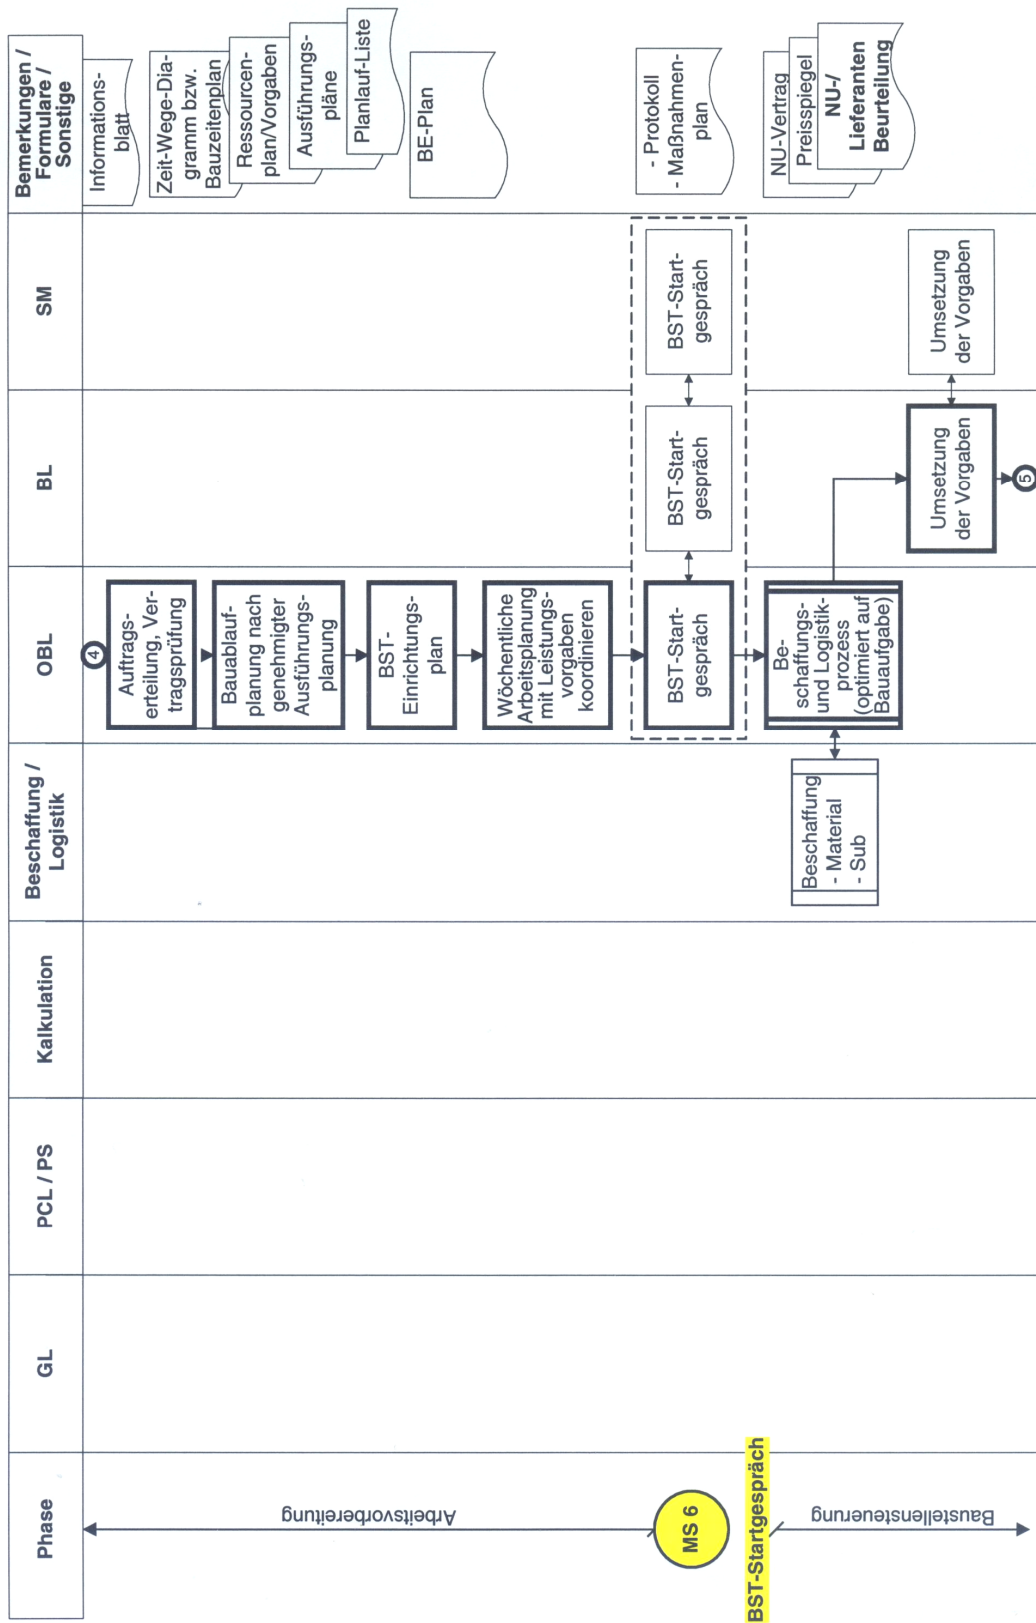 Phase
GL
PCL / PS
Kalkulation
Beschaffung /
Logistik
OBL
BL
SM
Bemerkungen /
Formulare /
Sonstige
Arbeitsvorbereitung
MS 6
BST-Startgespräch
Baustellensteuerung
4
Auftrags-
erteilung, Ver-
tragsprüfung
Informations-
blatt
Bauablauf-
planung nach
genehmigter
Ausführungs-
planung
Zeit-Wege-Dia-
gramm bzw.
Bauzeitenplan
Ressourcen-
plan/Vorgaben
Ausführungs-
pläne
Planlauf-Liste
BST-
Einrichtungs-
plan
BE-Plan
Wöchentliche
Arbeitsplanung
mit Leistungs-
vorgaben
koordinieren
BST-Start-
gespräch
BST-Start-
gespräch
BST-Start-
gespräch
- Protokoll
- Maßnahmen-
plan
Beschaffung
- Material
- Sub
Be-
schaffungs-
und Logistik-
prozess
(optimiert auf
Bauaufgabe)
NU-Vertrag
Preisspiegel
NU-/
Lieferanten
Beurteilung
Umsetzung
der Vorgaben
Umsetzung
der Vorgaben
5